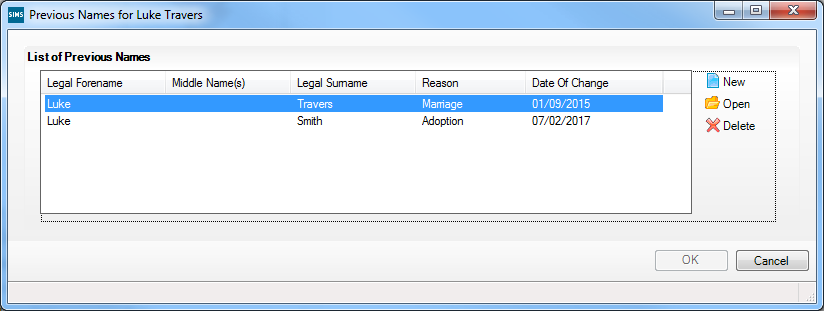 SIMS Previous Names for Luke Travers
List of Previous Names
Legal Forename Middle Name(s) Legal Surname Reason Date Of Change
Luke Travers Marriage 01/09/2015
Luke Smith Adoption 07/02/2017
New
Open
Delete
OK Cancel